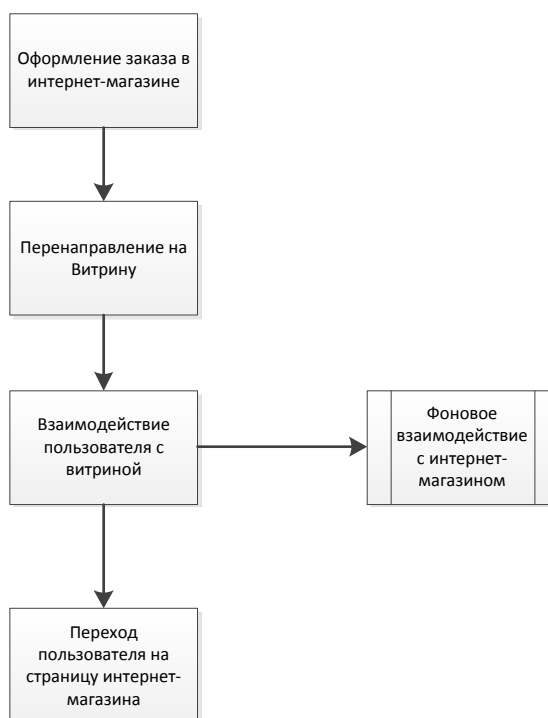 Оформление заказа в
интернет-магазине
Перенаправление на
Витрину
Взаимодействие
пользователя с
витриной
Фоновое
взаимодействие
с интернет-
магазином
Переход
пользователя на
страницу интернет-
магазина